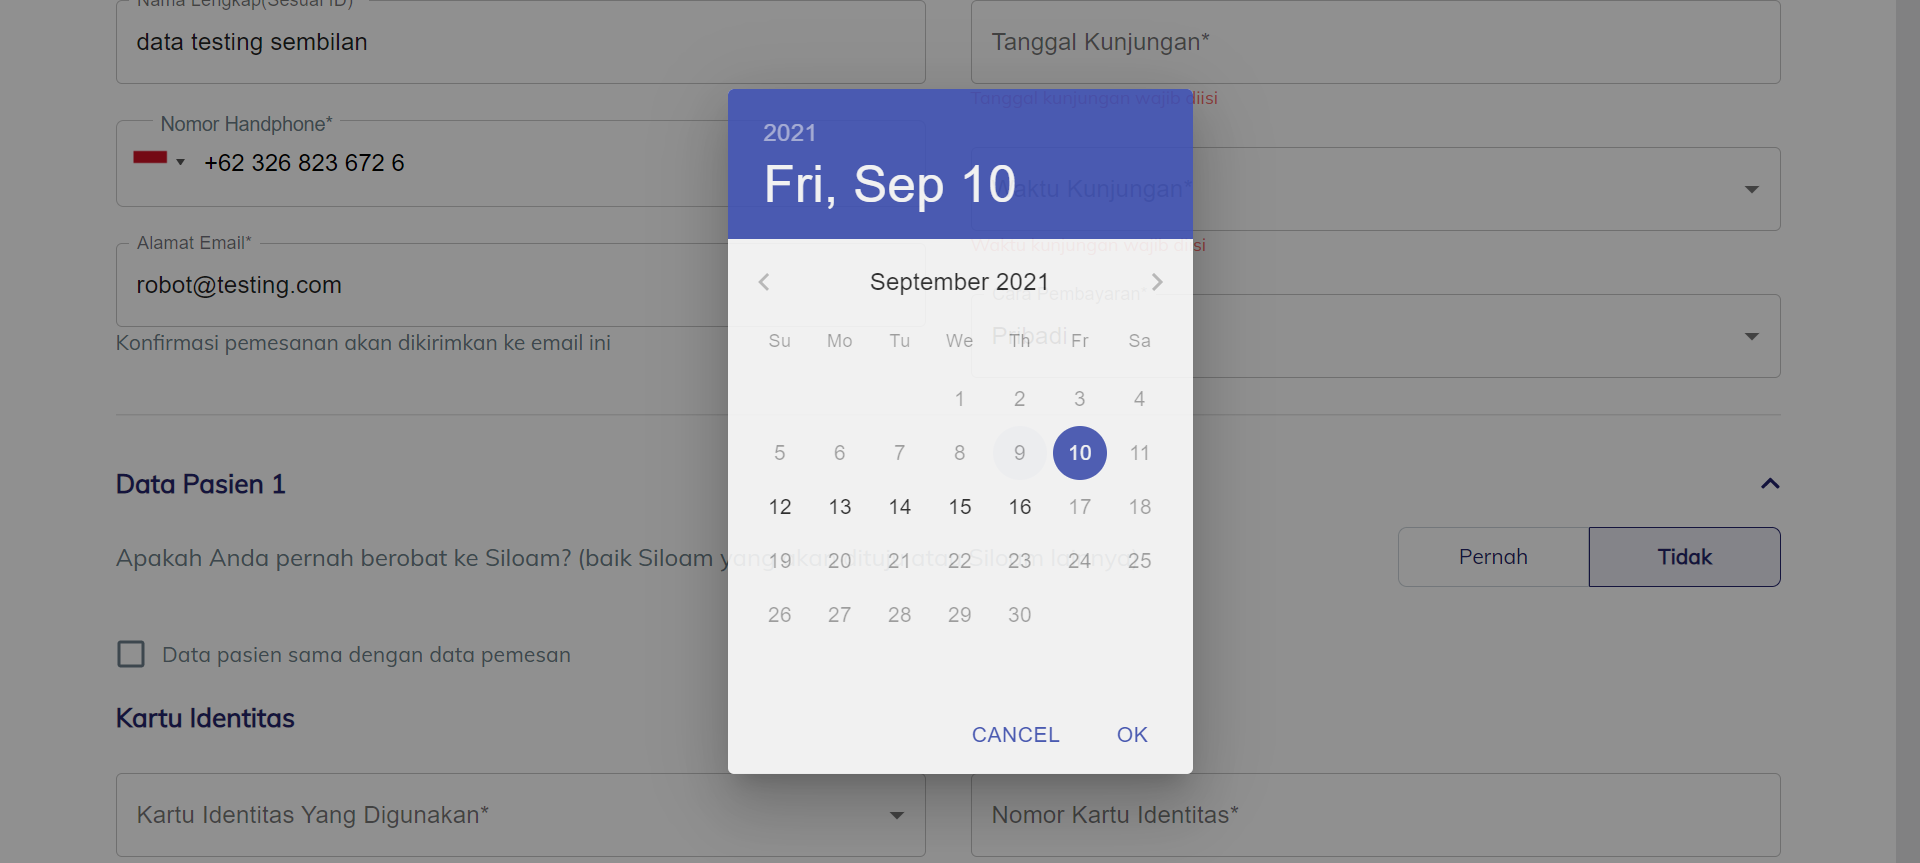 Nama Lengkap(Sesuai ID)
data testing sembilan
Tanggal Kunjungan*
Tanggal kunjungan wajib diisi
Nomor Handphone*
+62 326 823 672 6
Waktu Kunjungan*
Waktu kunjungan wajib diisi
Alamat Email*
robot@testing.com
Konfirmasi pemesanan akan dikirimkan ke email ini
Cara Pembayaran*
Pribadi
2021
Fri, Sep 10
September 2021
Su Mo Tu We Th Fr Sa
1 2 3 4
5 6 7 8 9 10 11
12 13 14 15 16 17 18
19 20 21 22 23 24 25
26 27 28 29 30
CANCEL OK
Data Pasien 1
Apakah Anda pernah berobat ke Siloam? (baik Siloam yang akan dituju atau Siloam lainnya)
Pernah
Tidak
Data pasien sama dengan data pemesan
Kartu Identitas
Kartu Identitas Yang Digunakan*
Nomor Kartu Identitas*